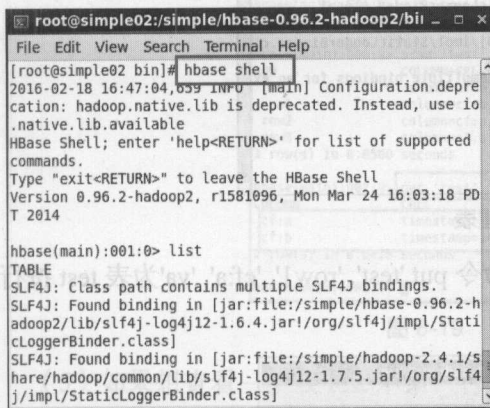 root@simple02:/simple/hbase-0.96.2-hadoop2/bi
File Edit View Search Terminal Help
[root@simple02 bin]# hbase shell
2016-02-18 16:47:04,659 INFO [main] Configuration.depre
cation: hadoop.native.lib is deprecated. Instead, use io
.native.lib.available
HBase Shell; enter 'help<RETURN>' for list of supported
commands.
Type "exit<RETURN>" to leave the HBase Shell
Version 0.96.2-hadoop2, r1581096, Mon Mar 24 16:03:18 PD
T 2014
hbase(main):001:0> list
TABLE
SLF4J: Class path contains multiple SLF4J bindings.
SLF4J: Found binding in [jar:file:/simple/hbase-0.96.2-h
adoop2/lib/slf4j-log4j12-1.6.4.jar!/org/slf4j/impl/Stati
cLoggerBinder.class]
SLF4J: Found binding in [jar:file:/simple/hadoop-2.4.1/s
hare/hadoop/common/lib/slf4j-log4j12-1.7.5.jar!/org/slf4
j/impl/StaticLoggerBinder.class]